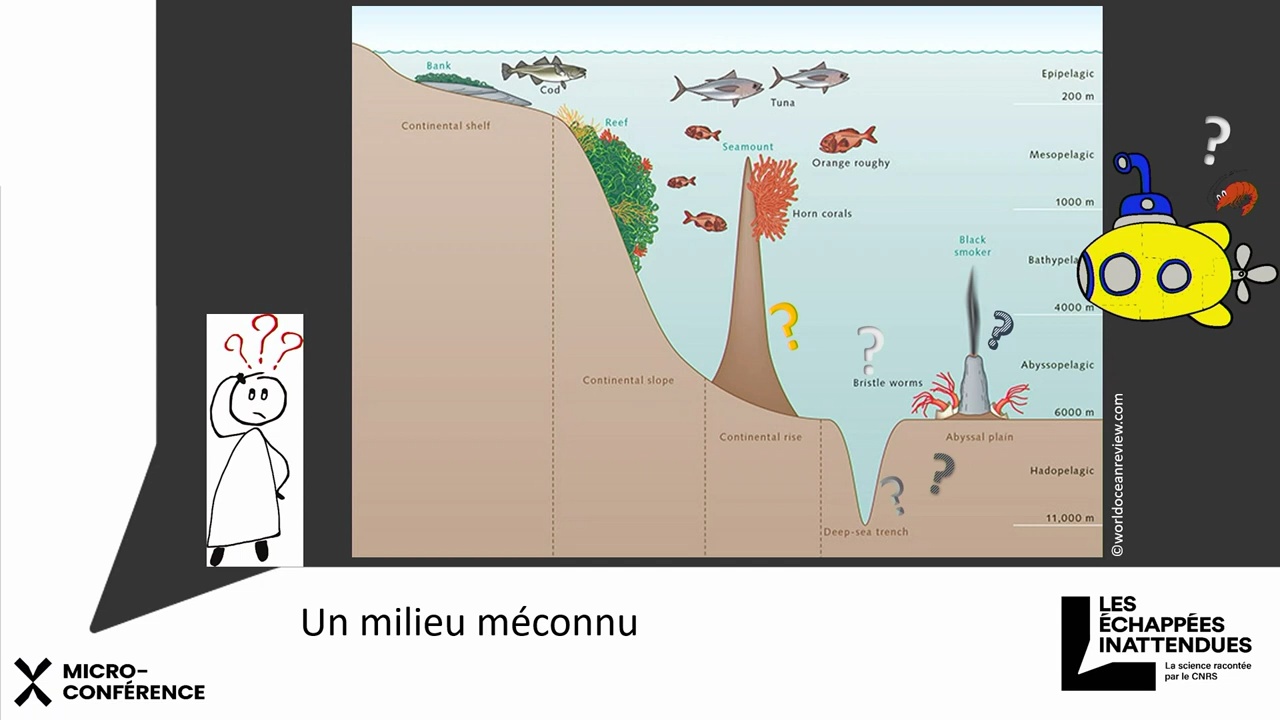 Bank
Cod
Tuna
Epipelagic
200 m
Continental shelf
Reef
Seamount
Orange roughy
Mesopelagic
1000 m
Horn corals
Black
smoker
Bathypela
4000 m
Continental slope
Bristle worms
Abyssopelagic
6000 m
Continental rise
Abyssal plain
Hadopelagic
11,000 m
Deep-sea trench
©worldoceanreview.com
Un milieu méconnu
MICRO-
CONFÉRENCE
LES
ÉCHAPPÉES
INATTENDUES
La science racontée
par le CNRS